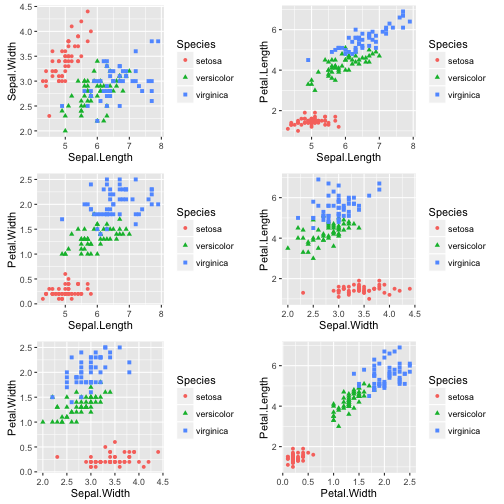 4.5
4.0
3.5
3.0
2.5
2.0
Sepal.Width
5
6
7
8
Sepal.Length
Species
setosa
versicolor
virginica
6
4
2
Petal.Length
5
6
7
8
Sepal.Length
Species
setosa
versicolor
virginica
2.5
2.0
1.5
1.0
0.5
0.0
Petal.Width
5
6
7
8
Sepal.Length
Species
setosa
versicolor
virginica
6
4
2
Petal.Length
2.0
2.5
3.0
3.5
4.0
4.5
Sepal.Width
Species
setosa
versicolor
virginica
2.5
2.0
1.5
1.0
0.5
0.0
Petal.Width
2.0
2.5
3.0
3.5
4.0
4.5
Sepal.Width
Species
setosa
versicolor
virginica
6
4
2
Petal.Length
0.0
0.5
1.0
1.5
2.0
2.5
Petal.Width
Species
setosa
versicolor
virginica